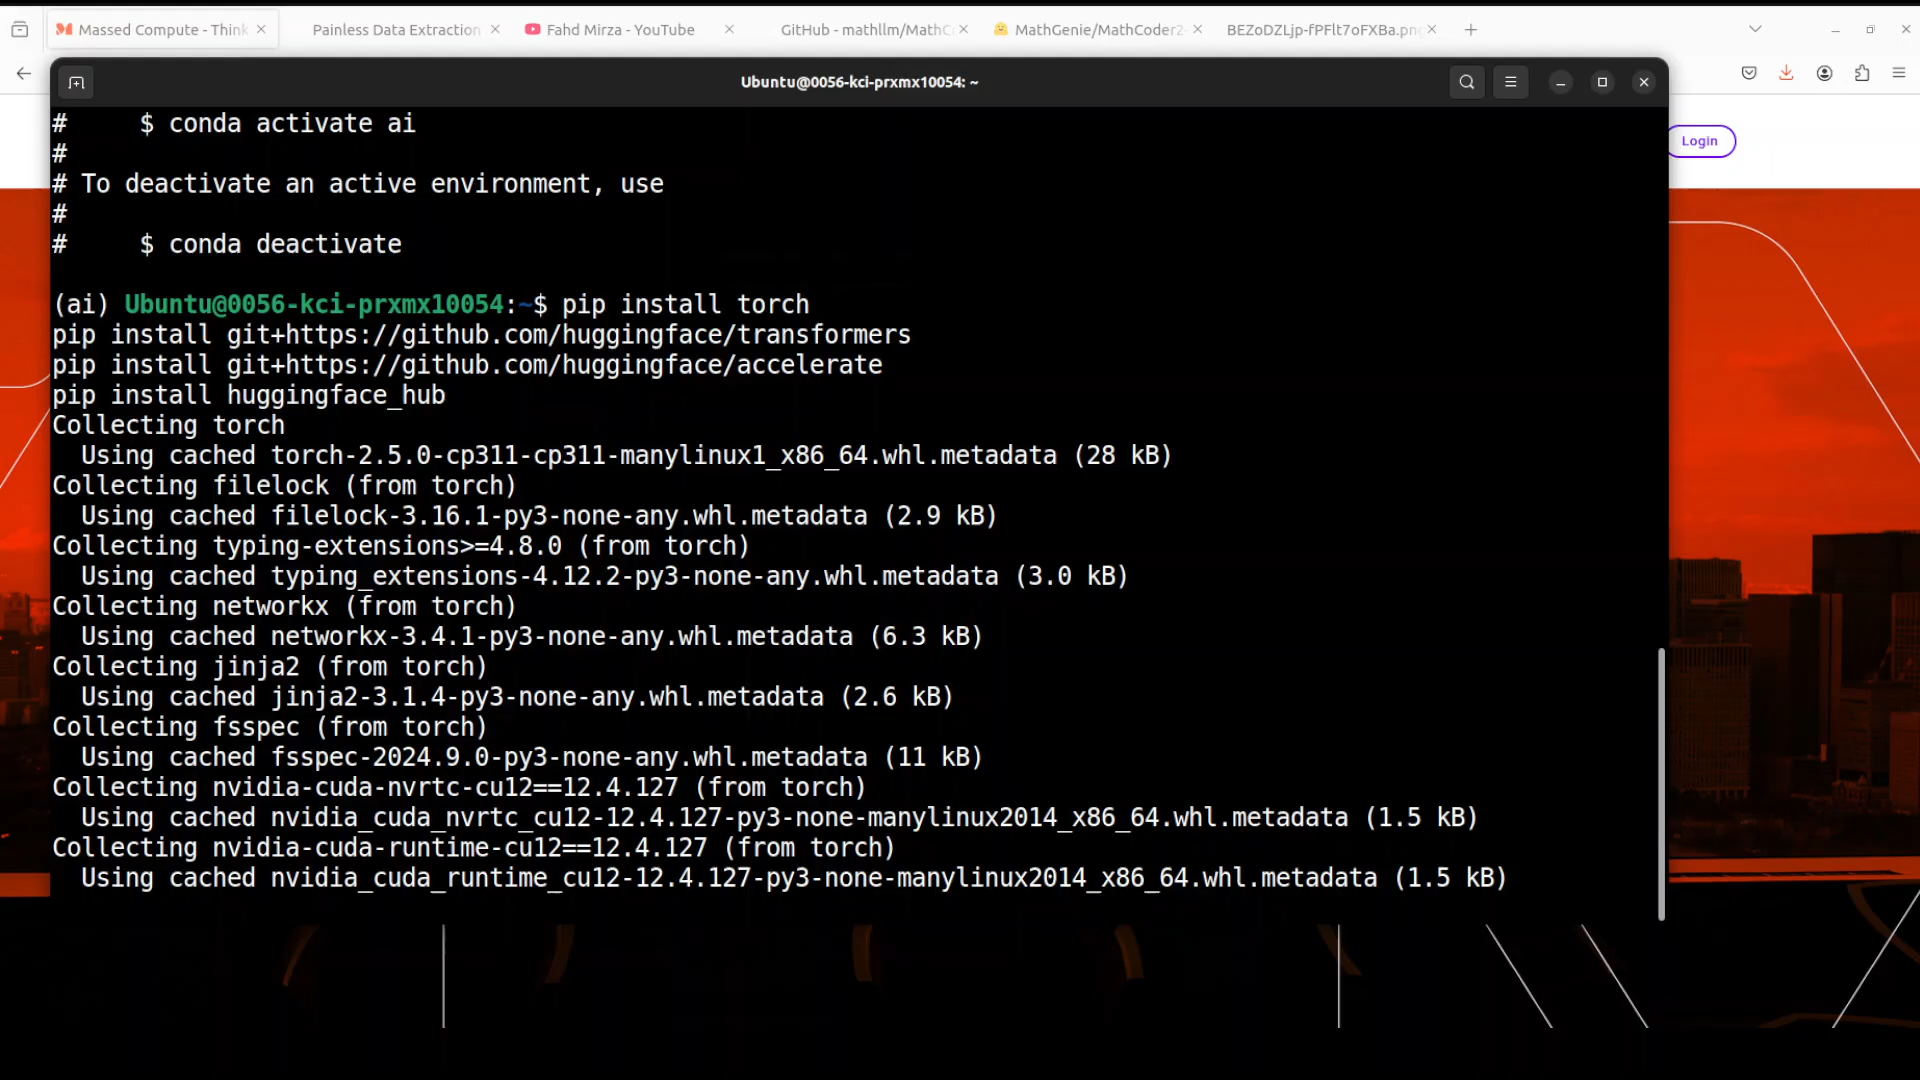 Massed Compute - Think
Painless Data Extraction
Fahd Mirza - YouTube
GitHub - mathllm/MathC
MathGenie/MathCoder2-
BEZoDZLjp-fPFlt7oFXBa.pn
Ubuntu@0056-kci-prxmx10054: ~
Login
#     $ conda activate ai
#
# To deactivate an active environment, use
#
#     $ conda deactivate
(ai) Ubuntu@0056-kci-prxmx10054:~$ pip install torch
pip install git+https://github.com/huggingface/transformers
pip install git+https://github.com/huggingface/accelerate
pip install huggingface_hub
Collecting torch
  Using cached torch-2.5.0-cp311-cp311-manylinux1_x86_64.whl.metadata (28 kB)
Collecting filelock (from torch)
  Using cached filelock-3.16.1-py3-none-any.whl.metadata (2.9 kB)
Collecting typing-extensions>=4.8.0 (from torch)
  Using cached typing_extensions-4.12.2-py3-none-any.whl.metadata (3.0 kB)
Collecting networkx (from torch)
  Using cached networkx-3.4.1-py3-none-any.whl.metadata (6.3 kB)
Collecting jinja2 (from torch)
  Using cached jinja2-3.1.4-py3-none-any.whl.metadata (2.6 kB)
Collecting fsspec (from torch)
  Using cached fsspec-2024.9.0-py3-none-any.whl.metadata (11 kB)
Collecting nvidia-cuda-nvrtc-cu12==12.4.127 (from torch)
  Using cached nvidia_cuda_nvrtc_cu12-12.4.127-py3-none-manylinux2014_x86_64.whl.metadata (1.5 kB)
Collecting nvidia-cuda-runtime-cu12==12.4.127 (from torch)
  Using cached nvidia_cuda_runtime_cu12-12.4.127-py3-none-manylinux2014_x86_64.whl.metadata (1.5 kB)